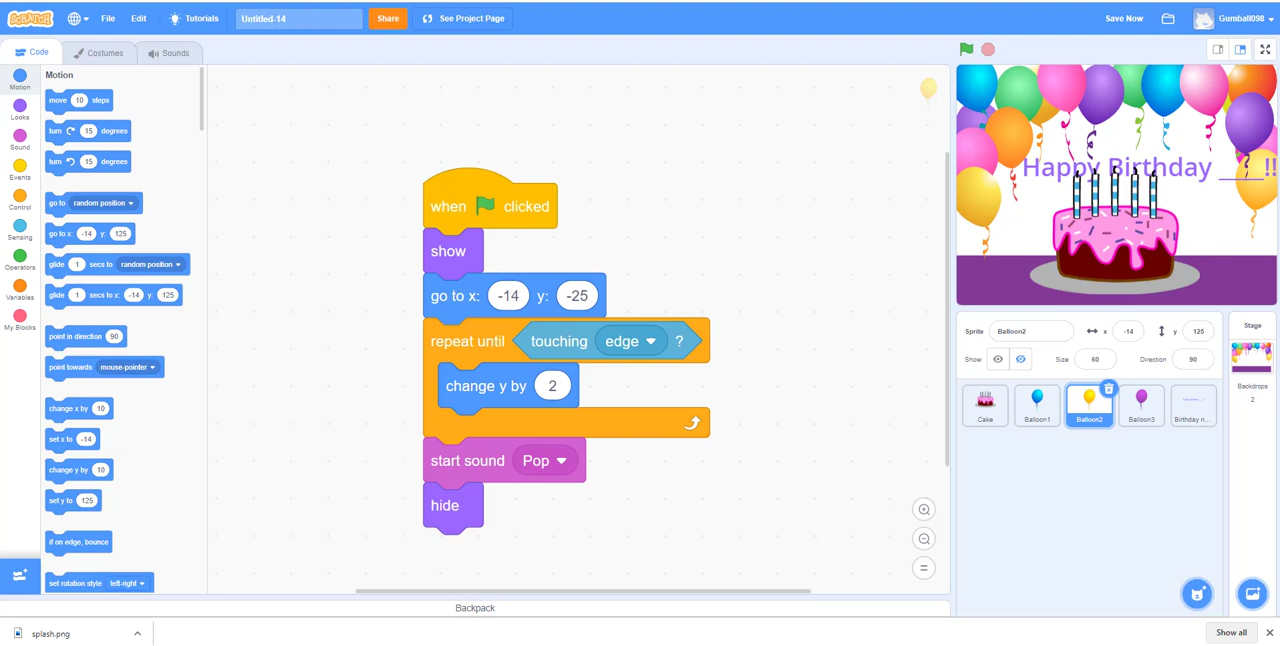 SCRATCH File Edit Tutorials Untitled-14 Share See Project Page Save Now Gumball098
Code Costumes Sounds
Motion
Looks
Sound
Events
Control
Sensing
Operators
Variables
My Blocks
Motion
move 10 steps
turn 15 degrees
turn 15 degrees
go to random position
go to x: -14 y: 125
glide 1 secs to random position
glide 1 secs to x: -14 y: 125
point in direction 90
point towards mouse-pointer
change x by 10
set x to -14
change y by 10
set y to 125
if on edge, bounce
set rotation style left-right
when clicked
show
go to x: -14 y: -25
repeat until touching edge ?
change y by 2
start sound Pop
hide
Happy Birthday ____!!
Sprite Balloon2 x -14 y 125
Show Size 60 Direction 90
Cake Balloon1 Balloon2 Balloon3 Birthday n...
Stage
Backdrops
2
Backpack
splash.png Show all